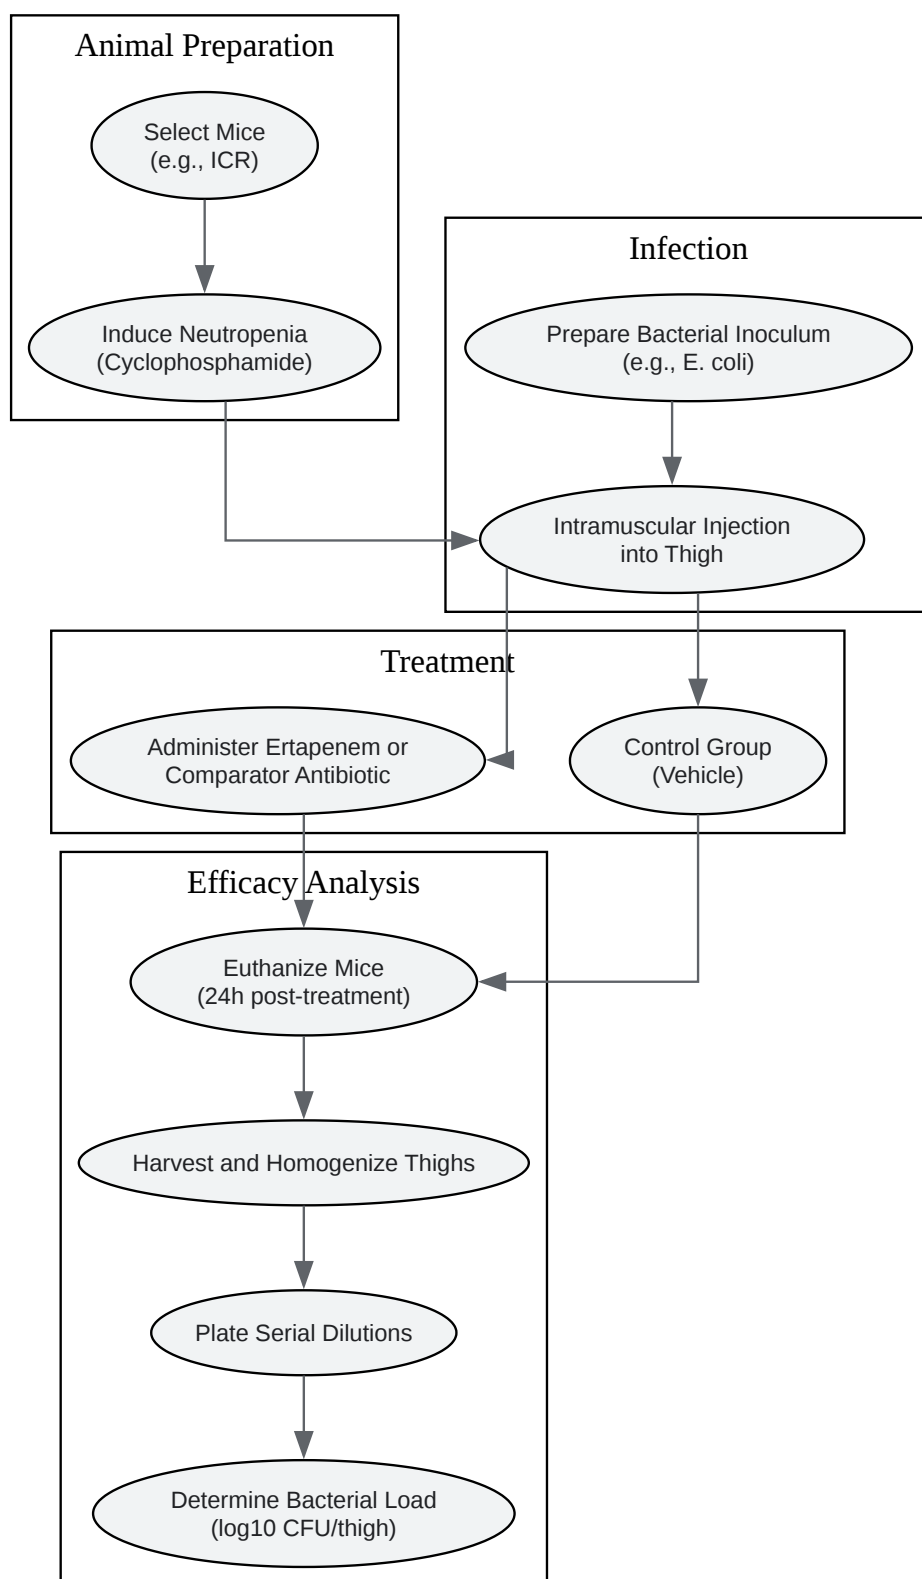 Animal Preparation
Select Mice
(e.g., ICR)
Induce Neutropenia
(Cyclophosphamide)
Infection
Prepare Bacterial Inoculum
(e.g., E. coli)
Intramuscular Injection
into Thigh
Treatment
Administer Ertapenem or
Comparator Antibiotic
Control Group
(Vehicle)
Efficacy Analysis
Euthanize Mice
(24h post-treatment)
Harvest and Homogenize Thighs
Plate Serial Dilutions
Determine Bacterial Load
(log10 CFU/thigh)